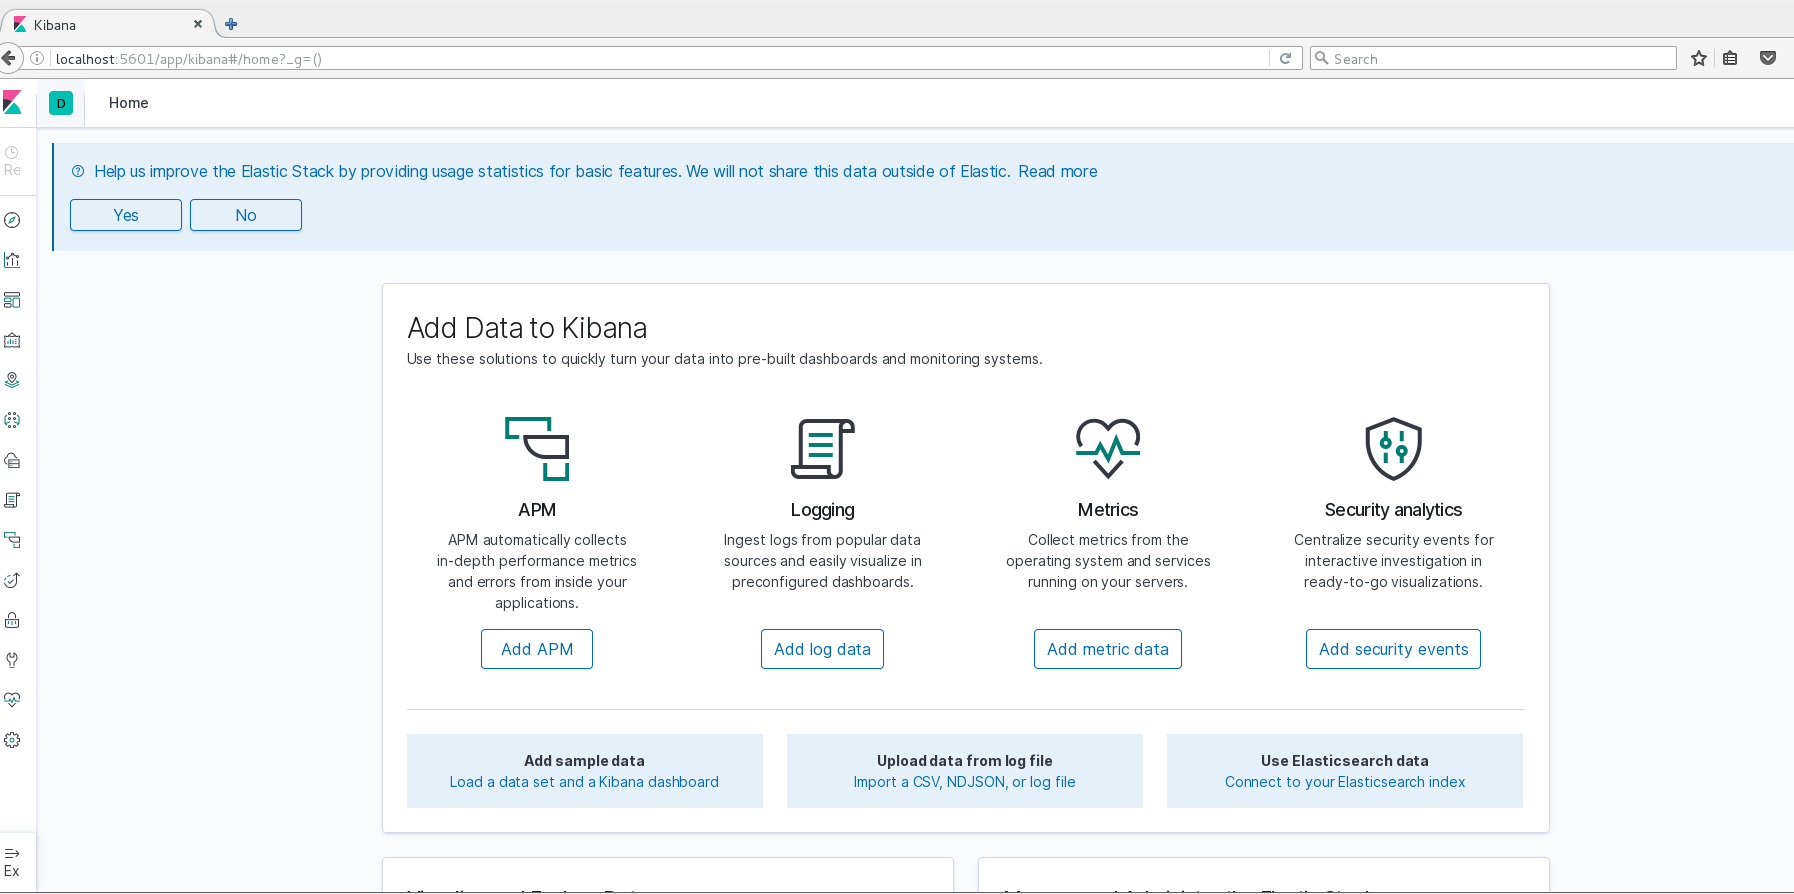 Kibana
localhost:5601/app/kibana#/home?_g=()
Search
D
Home
Re
Help us improve the Elastic Stack by providing usage statistics for basic features. We will not share this data outside of Elastic. Read more
Yes
No
Add Data to Kibana
Use these solutions to quickly turn your data into pre-built dashboards and monitoring systems.
APM
APM automatically collects
in-depth performance metrics
and errors from inside your
applications.
Add APM
Logging
Ingest logs from popular data
sources and easily visualize in
preconfigured dashboards.
Add log data
Metrics
Collect metrics from the
operating system and services
running on your servers.
Add metric data
Security analytics
Centralize security events for
interactive investigation in
ready-to-go visualizations.
Add security events
Add sample data
Load a data set and a Kibana dashboard
Upload data from log file
Import a CSV, NDJSON, or log file
Use Elasticsearch data
Connect to your Elasticsearch index
Ex